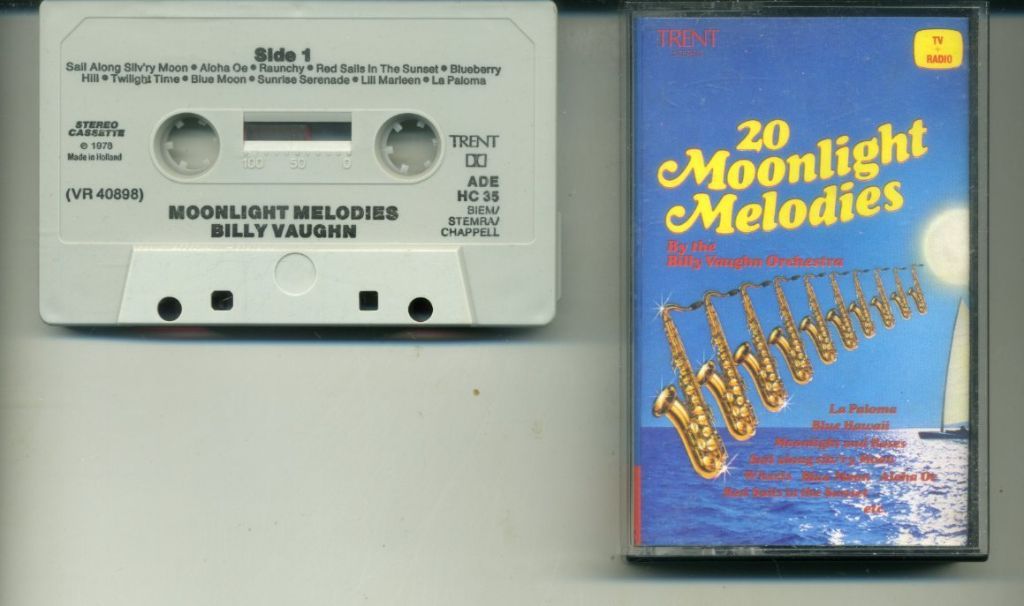 Side 1
Sail Along Silv'ry Moon • Aloha Oe • Raunchy • Red Sails In The Sunset • Blueberry
Hill • Twilight Time • Blue Moon • Sunrise Serenade • Lili Marleen • La Paloma
STEREO
CASSETTE
℗ 1978
Made in Holland
(VR 40898)
100 50 0
TRENT
ADE
HC 35
BIEM/
STEMRA/
CHAPPELL
MOONLIGHT MELODIES
BILLY VAUGHN
TRENT
TV
+
RADIO
20
Moonlight
Melodies
By the
Billy Vaughn Orchestra
La Paloma
Blue Hawaii
Moonlight and Roses
Sail along silv'ry Moon
Wheels Blue Moon Aloha Oe
Red Sails in the Sunset
etc.